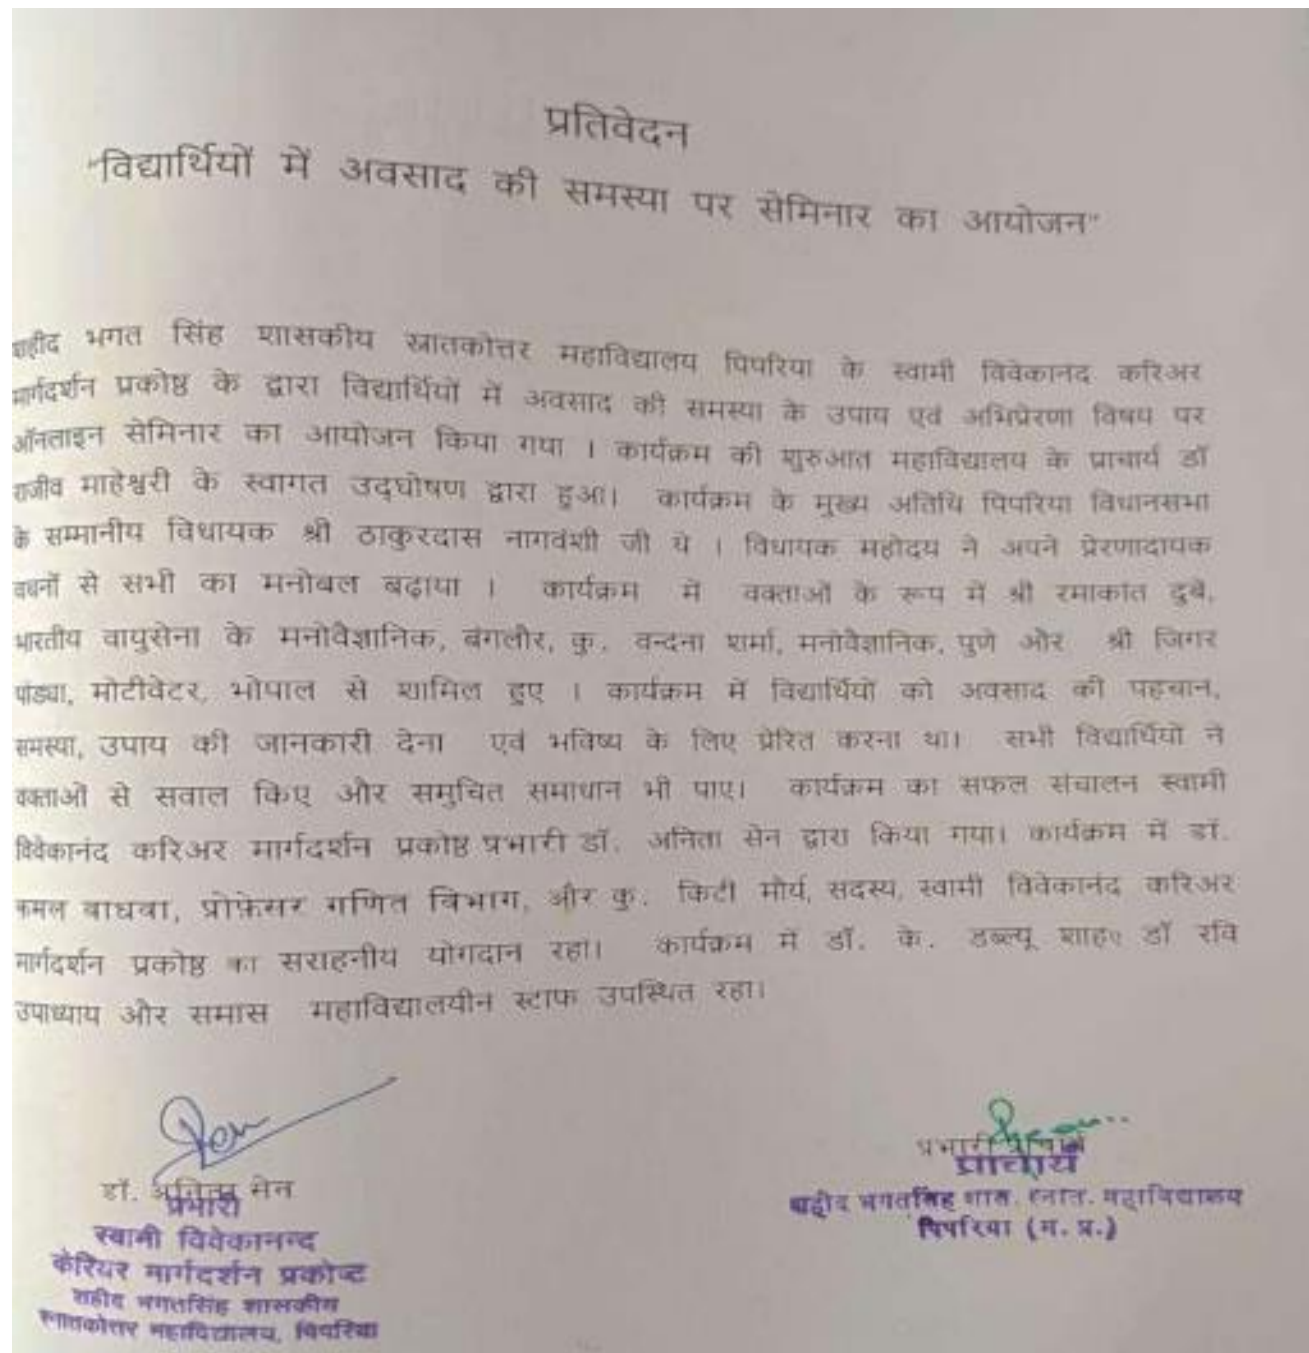 प्रतिवेदन
"विद्यार्थियों में अवसाद की समस्या पर सेमिनार का आयोजन"
शहीद भगत सिंह शासकीय स्नातकोत्तर महाविद्यालय पिपरिया के स्वामी विवेकानंद करिअर
मार्गदर्शन प्रकोष्ठ के द्वारा विद्यार्थियों में अवसाद की समस्या के उपाय एवं अभिप्रेरणा विषय पर
ऑनलाइन सेमिनार का आयोजन किया गया । कार्यक्रम की शुरुआत महाविद्यालय के प्राचार्य डॉ
राजीव माहेश्वरी के स्वागत उद्घोषण द्वारा हुआ। कार्यक्रम के मुख्य अतिथि पिपरिया विधानसभा
के सम्मानीय विधायक श्री ठाकुरदास नागवंशी जी थे । विधायक महोदय ने अपने प्रेरणादायक
वचनों से सभी का मनोबल बढ़ाया । कार्यक्रम में वक्ताओं के रूप में श्री रमाकांत दुबे,
भारतीय वायुसेना के मनोवैज्ञानिक, बंगलौर, कु. वन्दना शर्मा, मनोवैज्ञानिक, पुणे और श्री जिगर
पांड्या, मोटीवेटर, भोपाल से शामिल हुए । कार्यक्रम में विद्यार्थियों को अवसाद की पहचान,
समस्या, उपाय की जानकारी देना एवं भविष्य के लिए प्रेरित करना था। सभी विद्यार्थियों ने
वक्ताओं से सवाल किए और समुचित समाधान भी पाए। कार्यक्रम का सफल संचालन स्वामी
विवेकानंद करिअर मार्गदर्शन प्रकोष्ठ प्रभारी डॉ. अनिता सेन द्वारा किया गया। कार्यक्रम में डॉ.
कमल वाधवा, प्रोफ़ेसर गणित विभाग, और कु. किटी मौर्य, सदस्य, स्वामी विवेकानंद करिअर
मार्गदर्शन प्रकोष्ठ का सराहनीय योगदान रहा। कार्यक्रम में डॉ. के. डब्ल्यू शाहए डॉ रवि
उपाध्याय और समास महाविद्यालयीन स्टाफ उपस्थित रहा।
डॉ. अनिता सेन
प्रभारी
स्वामी विवेकानन्द
केरियर मार्गदर्शन प्रकोष्ट
शहीद भगतसिंह शासकीय
स्नातकोत्तर महाविद्यालय, पिपरिया
प्रभारी प्राचार्य
प्राचार्य
शहीद भगतसिंह शास. स्नात. महाविद्यालय
पिपरिया (म. प्र.)